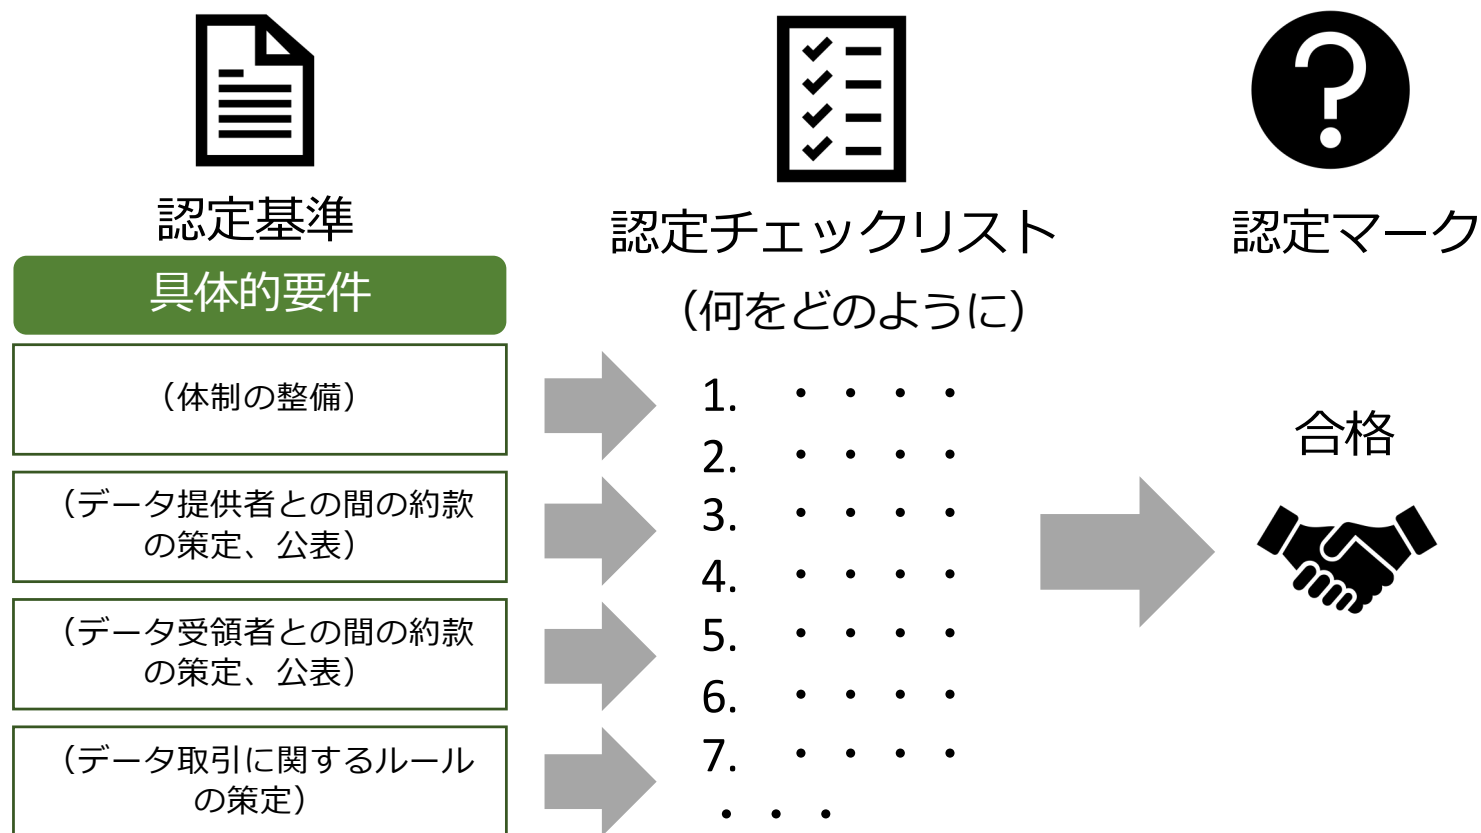 認定基準
具体的要件
（体制の整備）
（データ提供者との間の約款
の策定、公表）
（データ受領者との間の約款
の策定、公表）
（データ取引に関するルール
の策定）
認定チェックリスト
（何をどのように）
1. ・・・・
2. ・・・・
3. ・・・・
4. ・・・・
5. ・・・・
6. ・・・・
7. ・・・・
・・・
?
認定マーク
合格